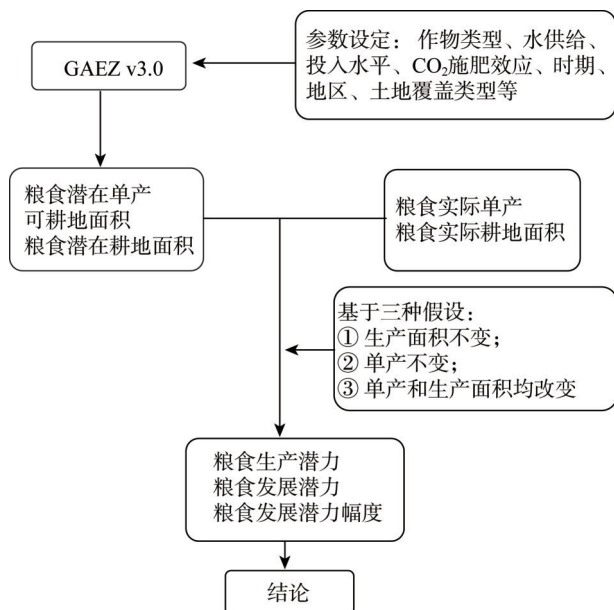 GAEZ v3.0
参数设定： 作物类型、水供给、
投入水平、CO₂施肥效应、时期、
地区、土地覆盖类型等
粮食潜在单产
可耕地面积
粮食潜在耕地面积
粮食实际单产
粮食实际耕地面积
基于三种假设：
① 生产面积不变；
② 单产不变；
③ 单产和生产面积均改变
粮食生产潜力
粮食发展潜力
粮食发展潜力幅度
结论